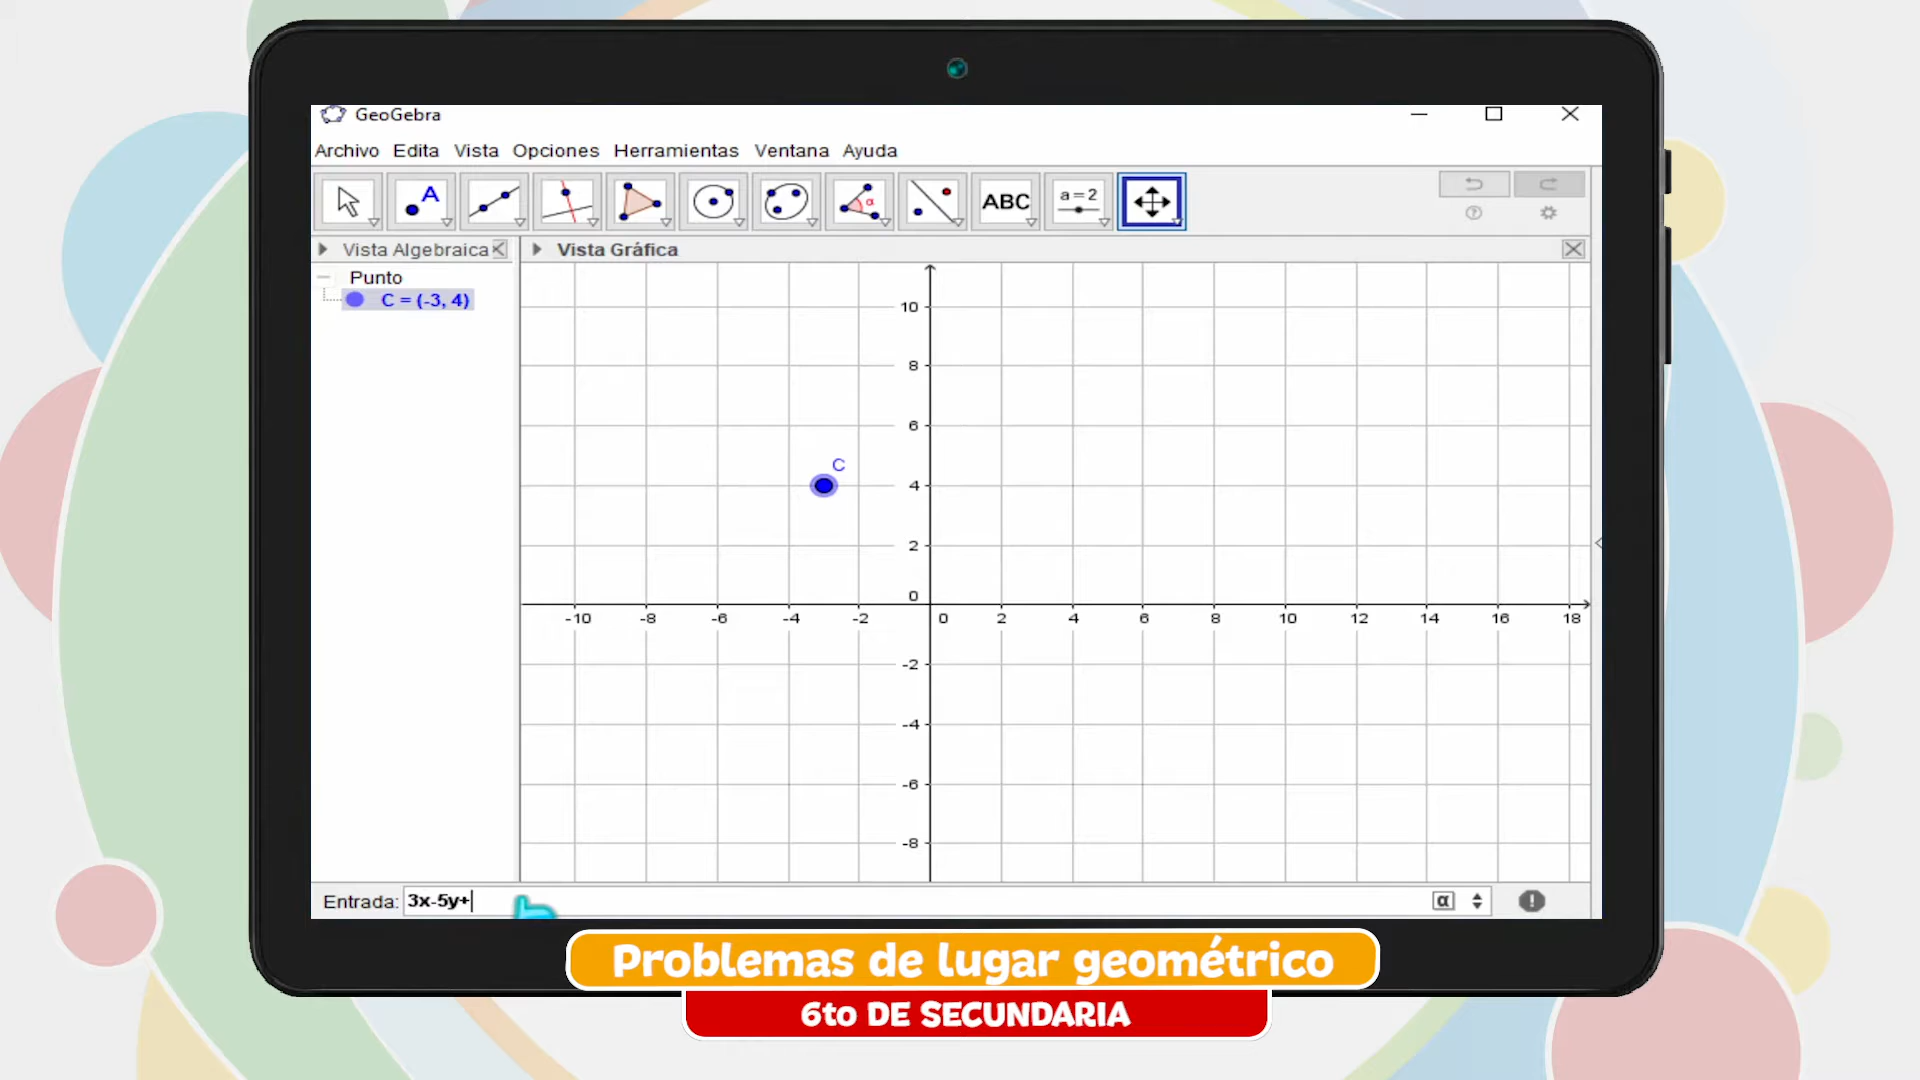 GeoGebra
Archivo Edita Vista Opciones Herramientas Ventana Ayuda
A
α
ABC
a=2
Vista Algebraica
Vista Gráfica
Punto
C = (-3, 4)
10
8
6
C
4
2
0
-10 -8 -6 -4 -2 0 2 4 6 8 10 12 14 16 18
-2
-4
-6
-8
Entrada: 3x-5y+
α
Problemas de lugar geométrico
6to DE SECUNDARIA